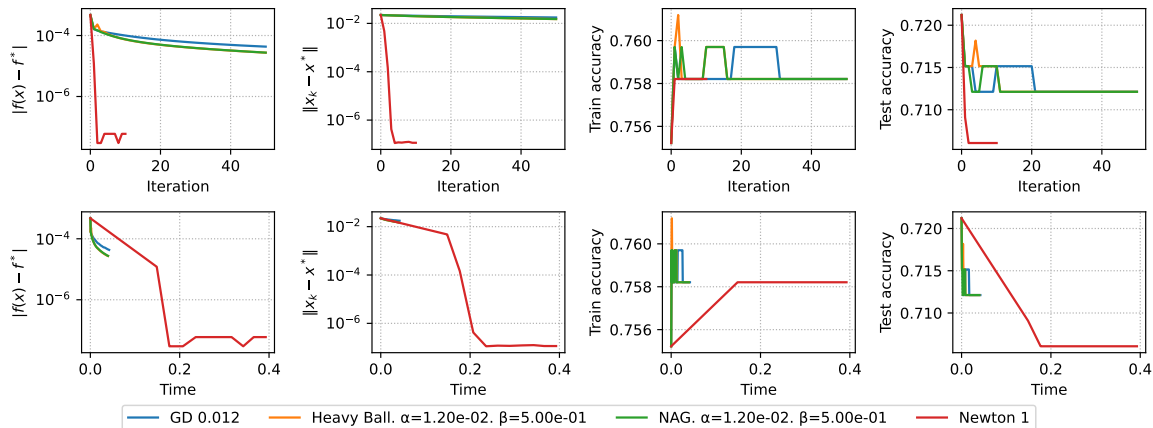 |f(x) − f*|
10⁻⁴
10⁻⁶
0 20 40
Iteration
||x_k − x*||
10⁻²
10⁻⁴
10⁻⁶
0 20 40
Iteration
Train accuracy
0.760
0.758
0.756
0 20 40
Iteration
Test accuracy
0.720
0.715
0.710
0 20 40
Iteration
|f(x) − f*|
10⁻⁴
10⁻⁶
0.0 0.2 0.4
Time
||x_k − x*||
10⁻²
10⁻⁴
10⁻⁶
0.0 0.2 0.4
Time
Train accuracy
0.760
0.758
0.756
0.0 0.2 0.4
Time
Test accuracy
0.720
0.715
0.710
0.0 0.2 0.4
Time
GD 0.012 Heavy Ball. α=1.20e-02. β=5.00e-01 NAG. α=1.20e-02. β=5.00e-01 Newton 1